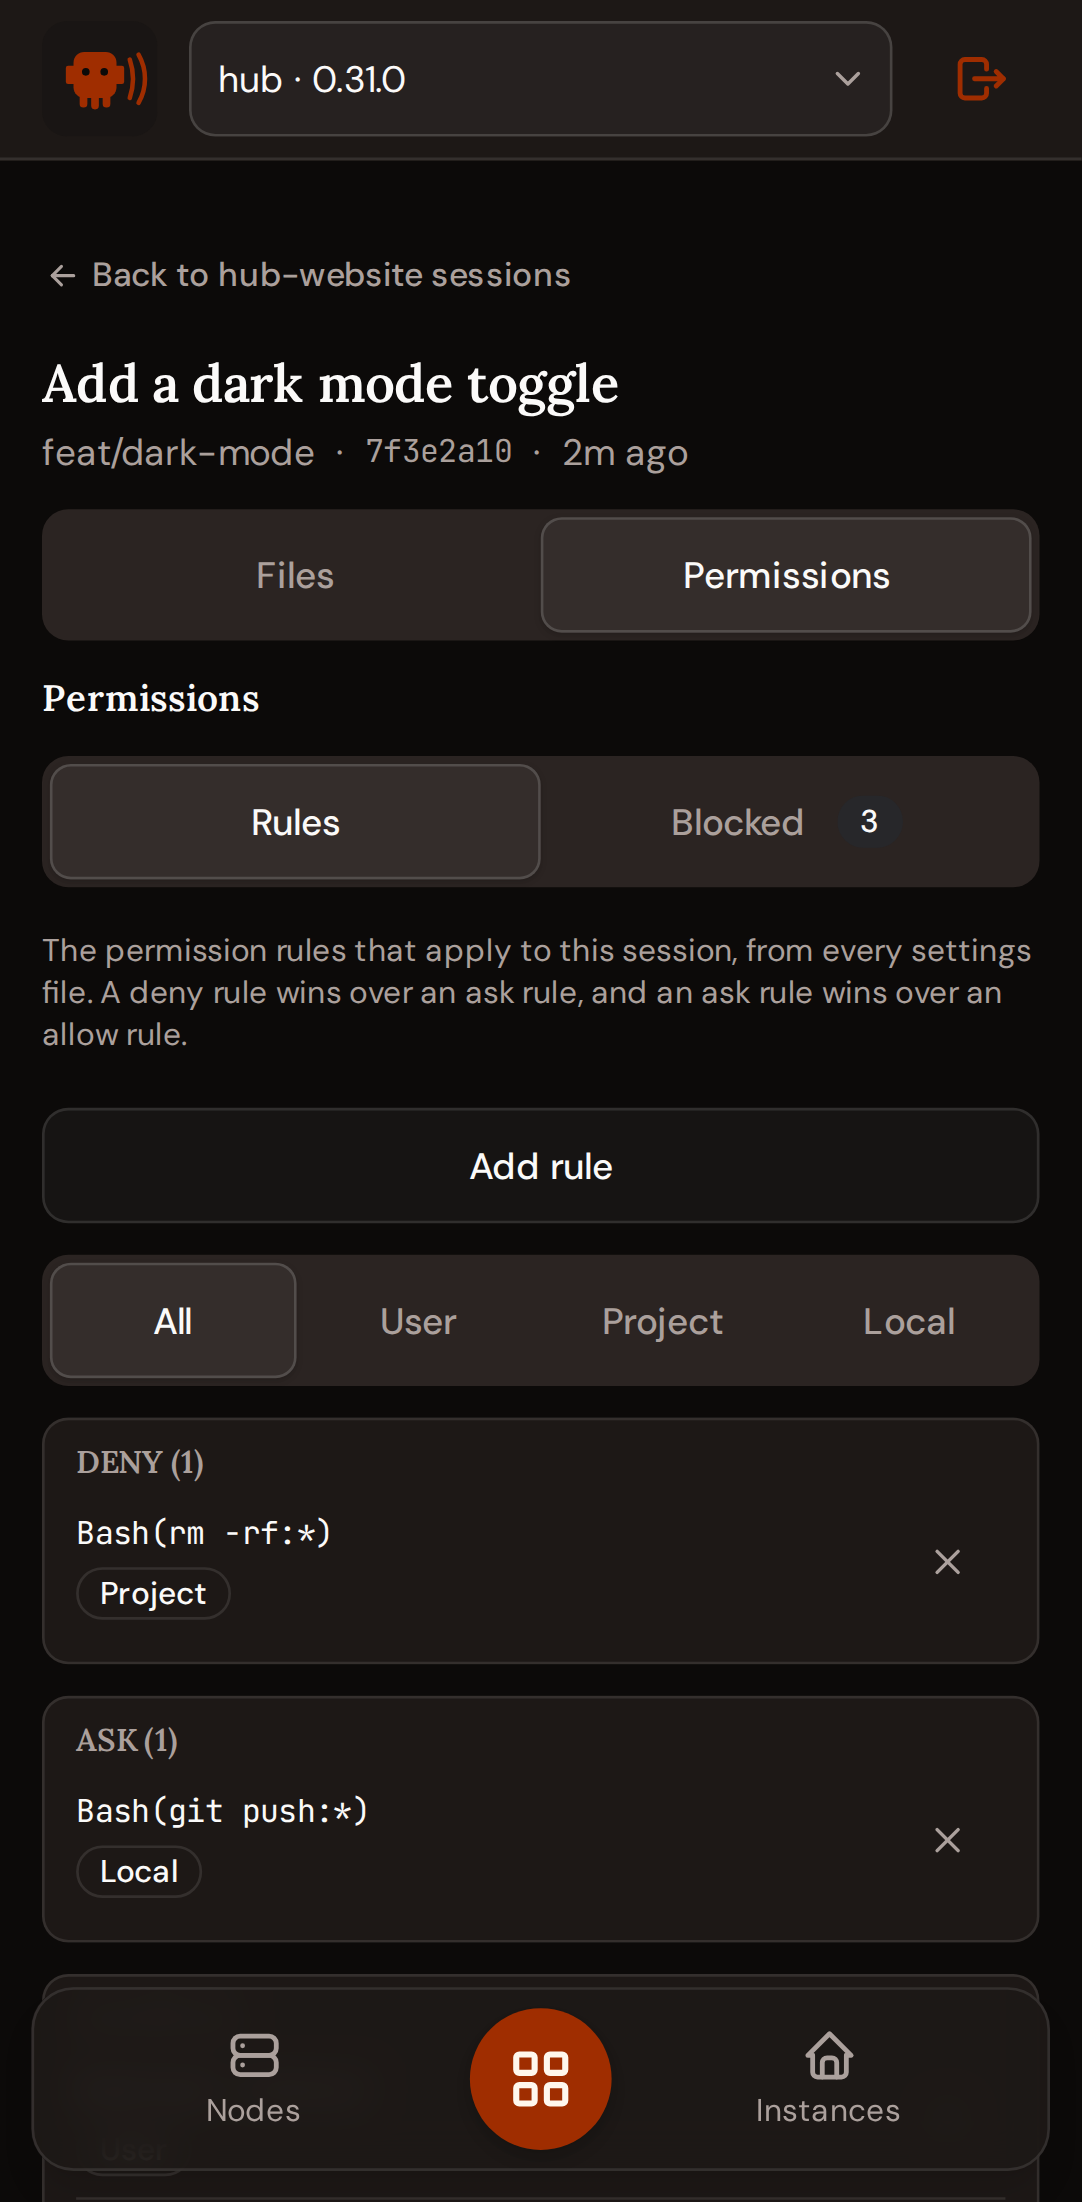 hub · 0.31.0
← Back to hub-website sessions
Add a dark mode toggle
feat/dark-mode · 7f3e2a10 · 2m ago
Files Permissions
Permissions
Rules Blocked 3
The permission rules that apply to this session, from every settings
file. A deny rule wins over an ask rule, and an ask rule wins over an
allow rule.
Add rule
All User Project Local
DENY (1)
Bash(rm -rf:*)
Project
ASK (1)
Bash(git push:*)
Local
Nodes Instances
User